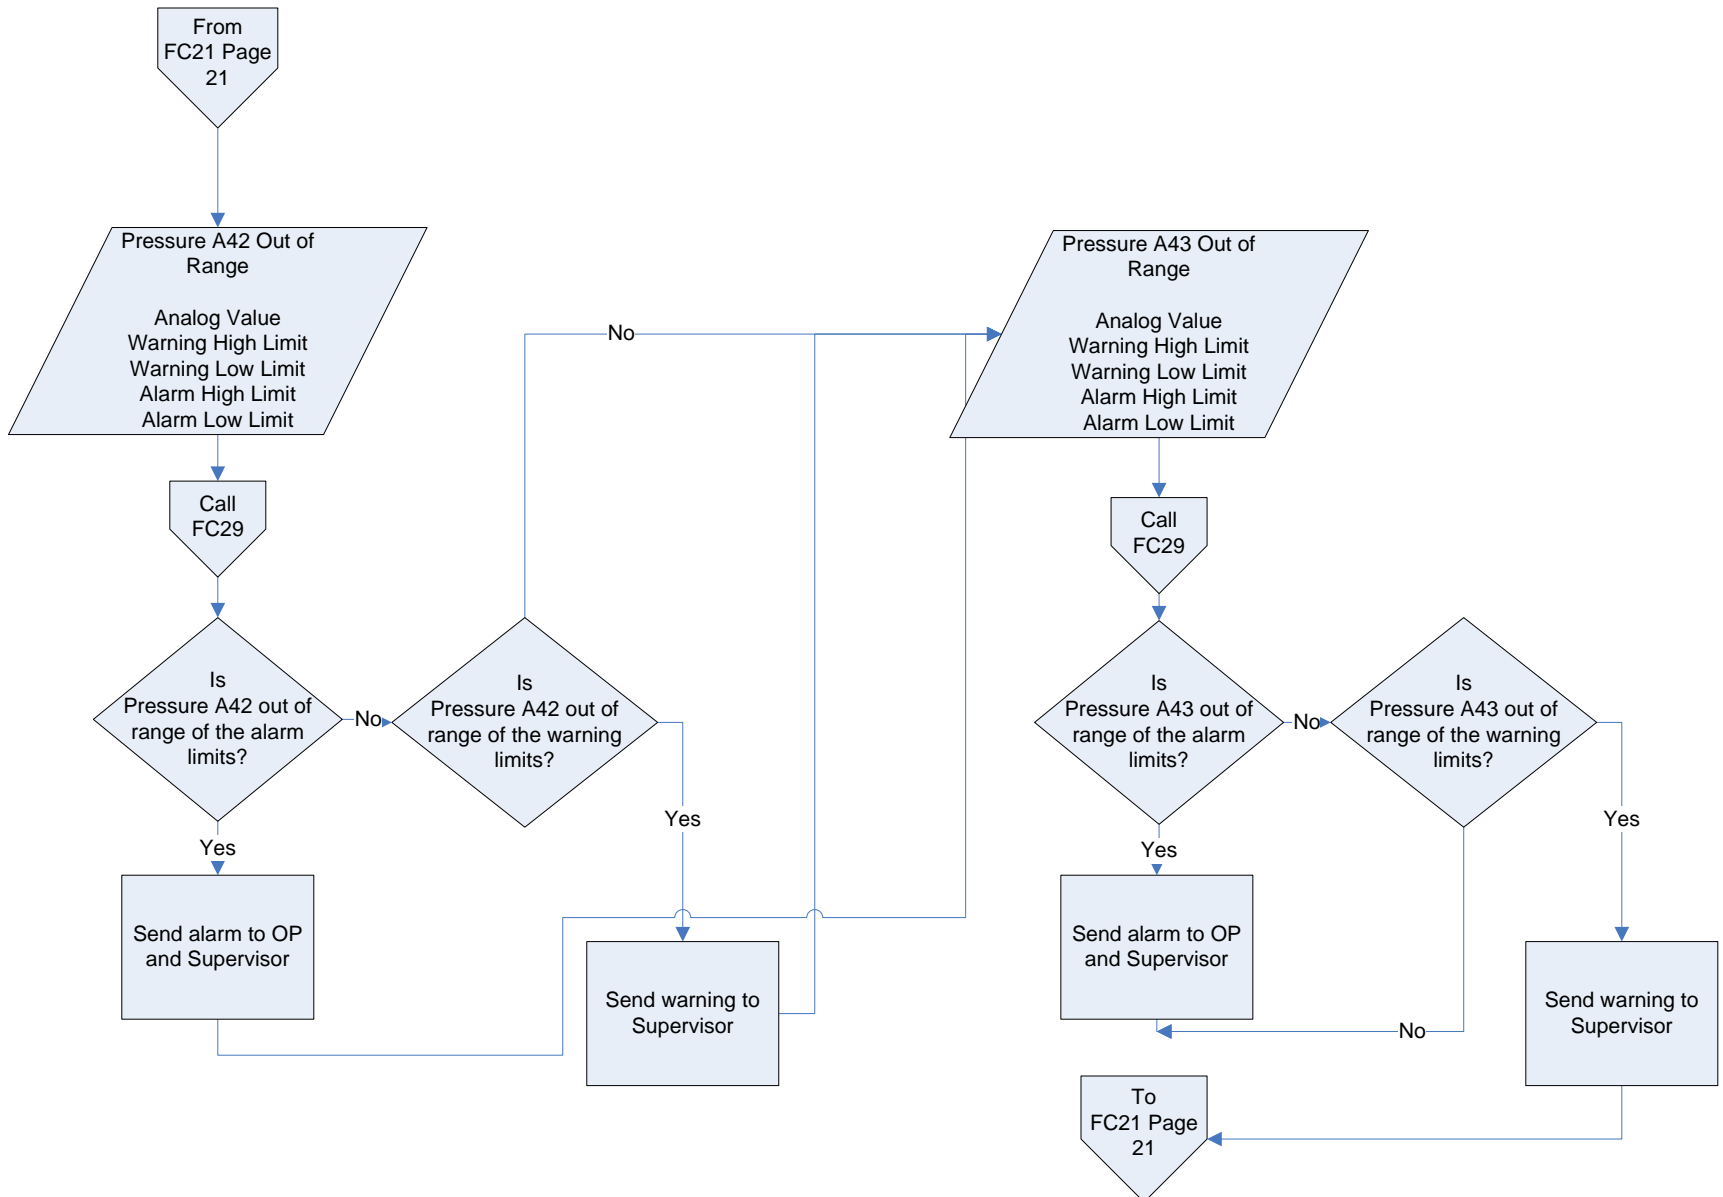 From
FC21 Page
21
Pressure A42 Out of
Range
Analog Value
Warning High Limit
Warning Low Limit
Alarm High Limit
Alarm Low Limit
Call
FC29
Is
Pressure A42 out of
range of the alarm
limits?
No
Is
Pressure A42 out of
range of the warning
limits?
No
Yes
Yes
Send alarm to OP
and Supervisor
Send warning to
Supervisor
Pressure A43 Out of
Range
Analog Value
Warning High Limit
Warning Low Limit
Alarm High Limit
Alarm Low Limit
Call
FC29
Is
Pressure A43 out of
range of the alarm
limits?
No
Is
Pressure A43 out of
range of the warning
limits?
Yes
Yes
Send alarm to OP
and Supervisor
No
Send warning to
Supervisor
To
FC21 Page
21